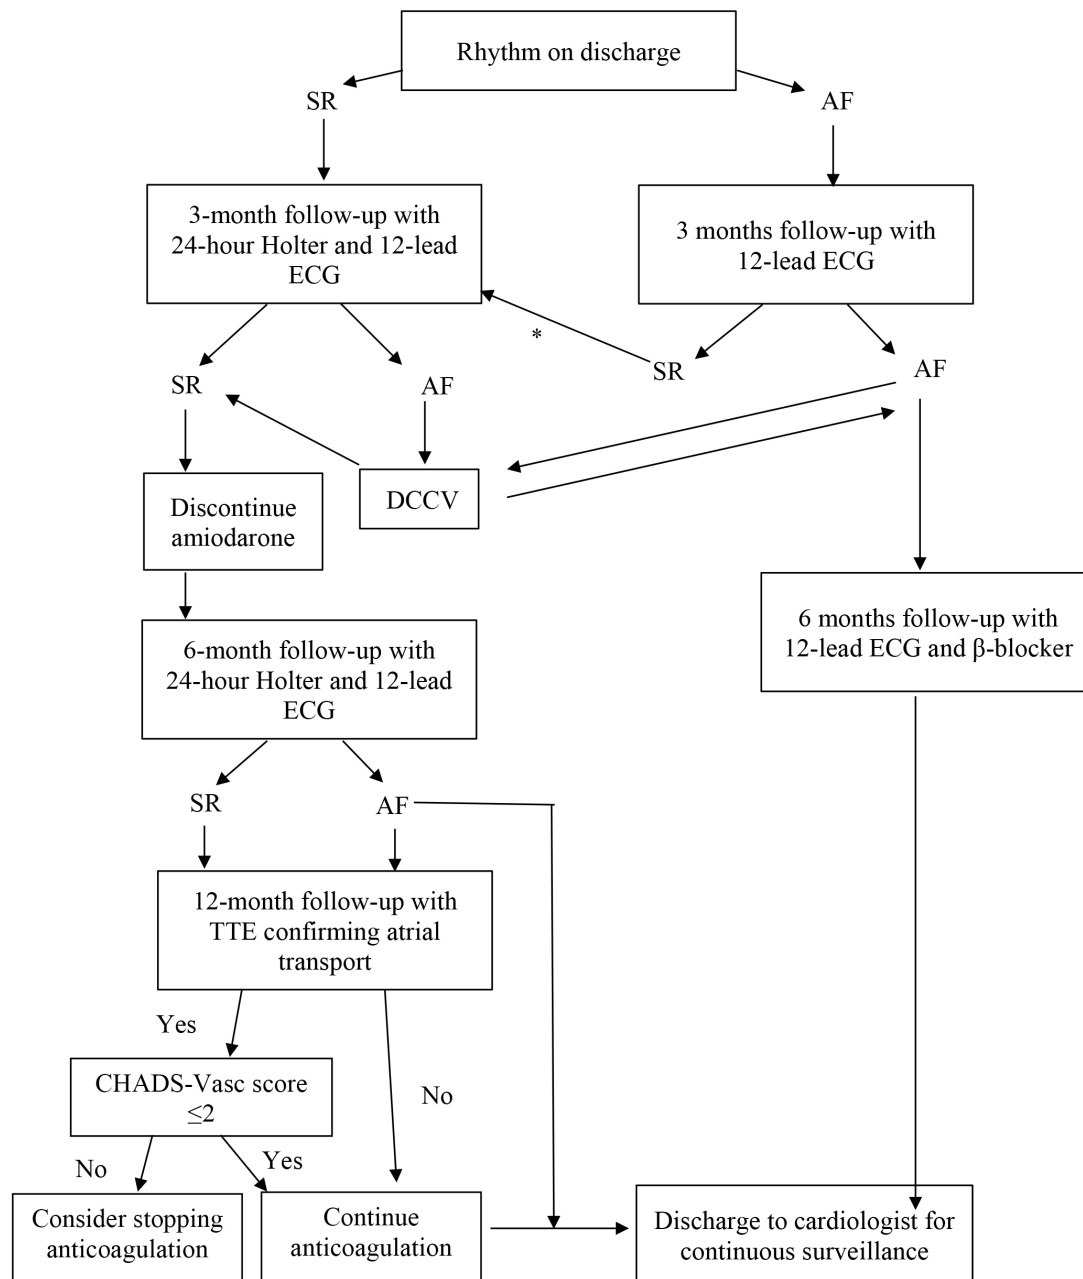 Rhythm on discharge
SR
AF
3-month follow-up with
24-hour Holter and 12-lead
ECG
3 months follow-up with
12-lead ECG
*
SR
AF
SR
AF
DCCV
Discontinue
amiodarone
6 months follow-up with
12-lead ECG and β-blocker
6-month follow-up with
24-hour Holter and 12-lead
ECG
SR
AF
12-month follow-up with
TTE confirming atrial
transport
Yes
No
CHADS-Vasc score
≤2
No
Yes
Consider stopping
anticoagulation
Continue
anticoagulation
Discharge to cardiologist for
continuous surveillance